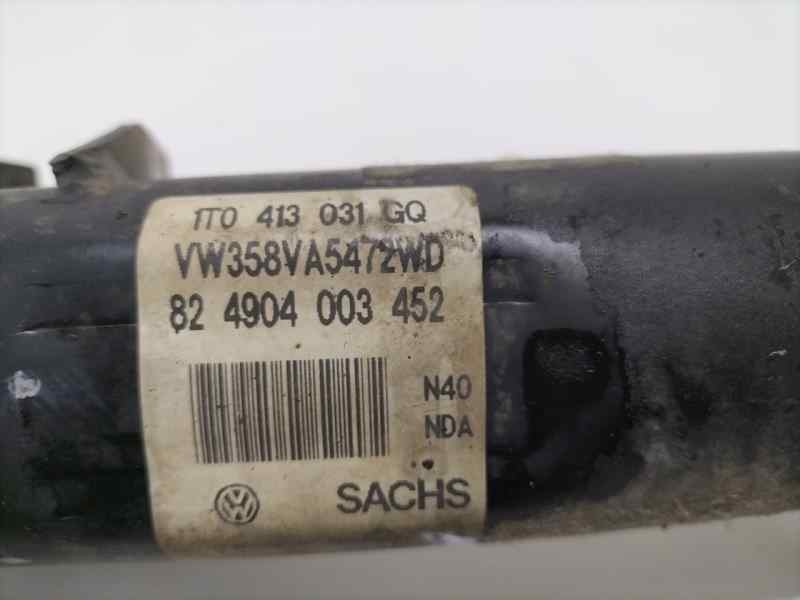 1T0 413 031 GQ
VW358VA5472WD
82 4904 003 452
N40
NDA
SACHS